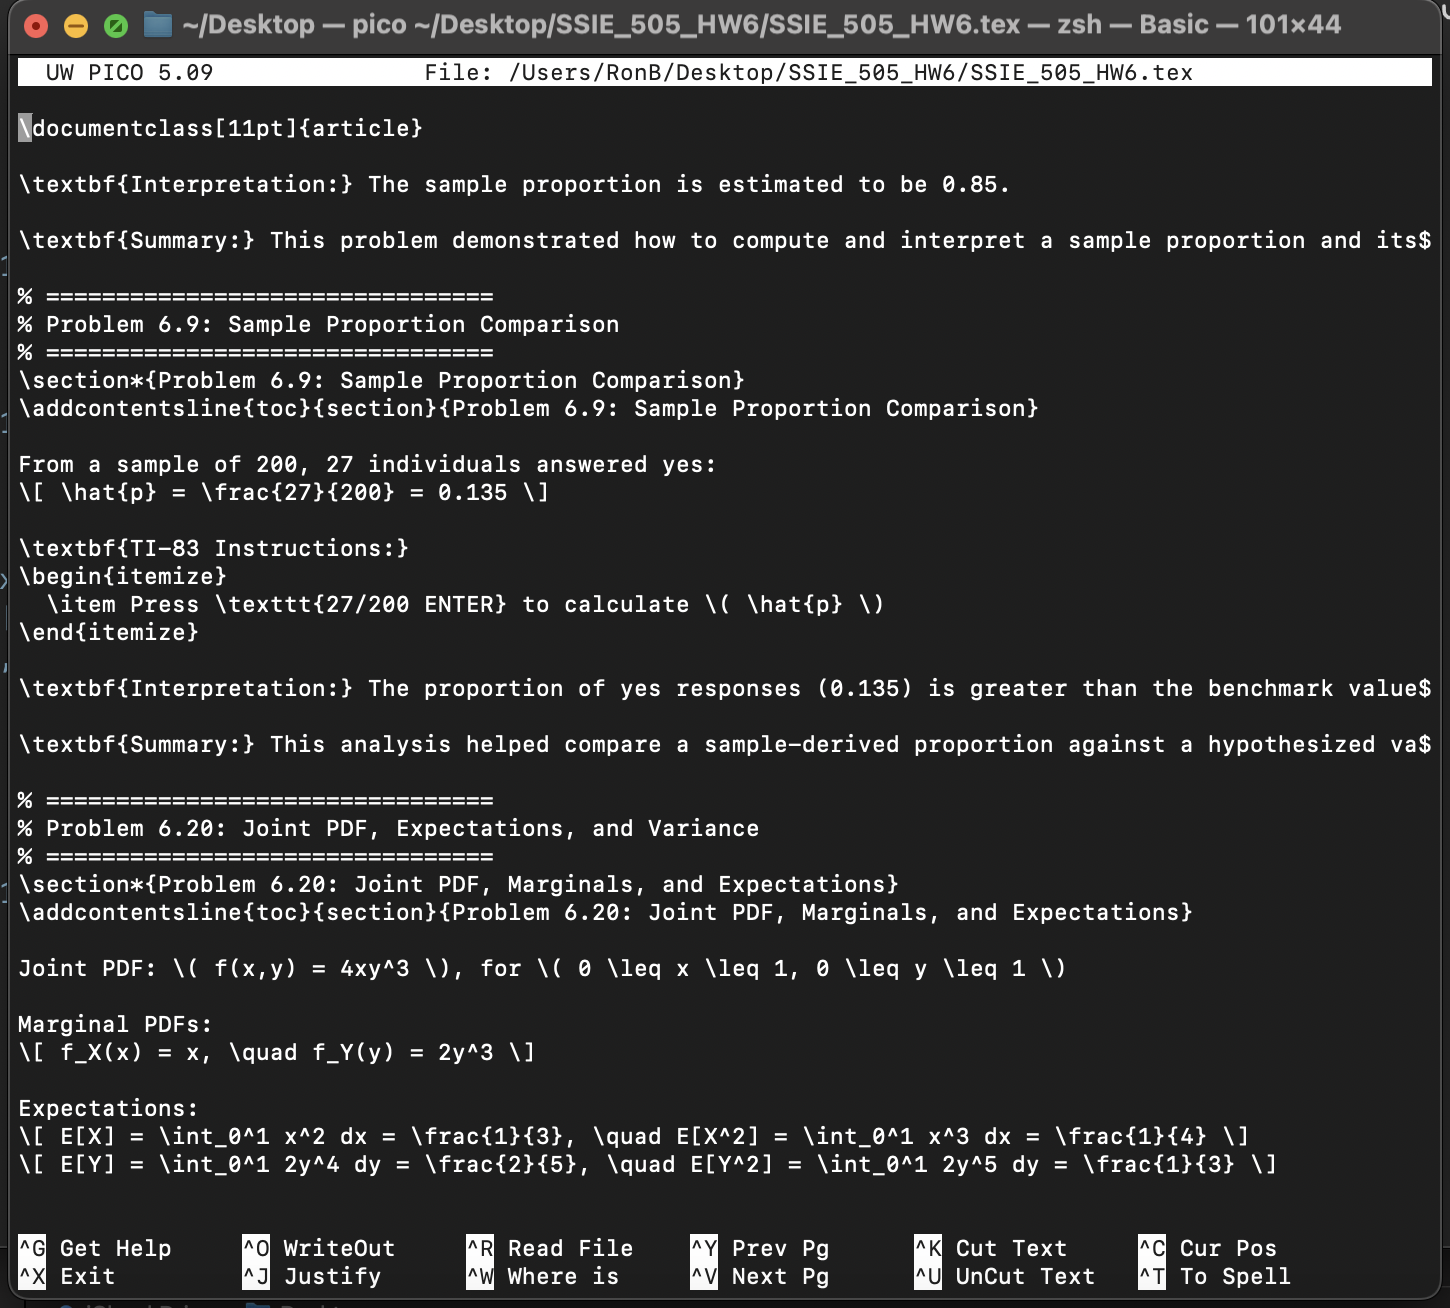 ~/Desktop — pico ~/Desktop/SSIE_505_HW6/SSIE_505_HW6.tex — zsh — Basic — 101×44
UW PICO 5.09 File: /Users/RonB/Desktop/SSIE_505_HW6/SSIE_505_HW6.tex
\documentclass[11pt]{article}
\textbf{Interpretation:} The sample proportion is estimated to be 0.85.
\textbf{Summary:} This problem demonstrated how to compute and interpret a sample proportion and its$
% ================================
% Problem 6.9: Sample Proportion Comparison
% ================================
\section*{Problem 6.9: Sample Proportion Comparison}
\addcontentsline{toc}{section}{Problem 6.9: Sample Proportion Comparison}
From a sample of 200, 27 individuals answered yes:
\[ \hat{p} = \frac{27}{200} = 0.135 \]
\textbf{TI-83 Instructions:}
\begin{itemize}
  \item Press \texttt{27/200 ENTER} to calculate \( \hat{p} \)
\end{itemize}
\textbf{Interpretation:} The proportion of yes responses (0.135) is greater than the benchmark value$
\textbf{Summary:} This analysis helped compare a sample-derived proportion against a hypothesized va$
% ================================
% Problem 6.20: Joint PDF, Expectations, and Variance
% ================================
\section*{Problem 6.20: Joint PDF, Marginals, and Expectations}
\addcontentsline{toc}{section}{Problem 6.20: Joint PDF, Marginals, and Expectations}
Joint PDF: \( f(x,y) = 4xy^3 \), for \( 0 \leq x \leq 1, 0 \leq y \leq 1 \)
Marginal PDFs:
\[ f_X(x) = x, \quad f_Y(y) = 2y^3 \]
Expectations:
\[ E[X] = \int_0^1 x^2 dx = \frac{1}{3}, \quad E[X^2] = \int_0^1 x^3 dx = \frac{1}{4} \]
\[ E[Y] = \int_0^1 2y^4 dy = \frac{2}{5}, \quad E[Y^2] = \int_0^1 2y^5 dy = \frac{1}{3} \]
^G Get Help ^O WriteOut ^R Read File ^Y Prev Pg ^K Cut Text ^C Cur Pos
^X Exit ^J Justify ^W Where is ^V Next Pg ^U UnCut Text ^T To Spell